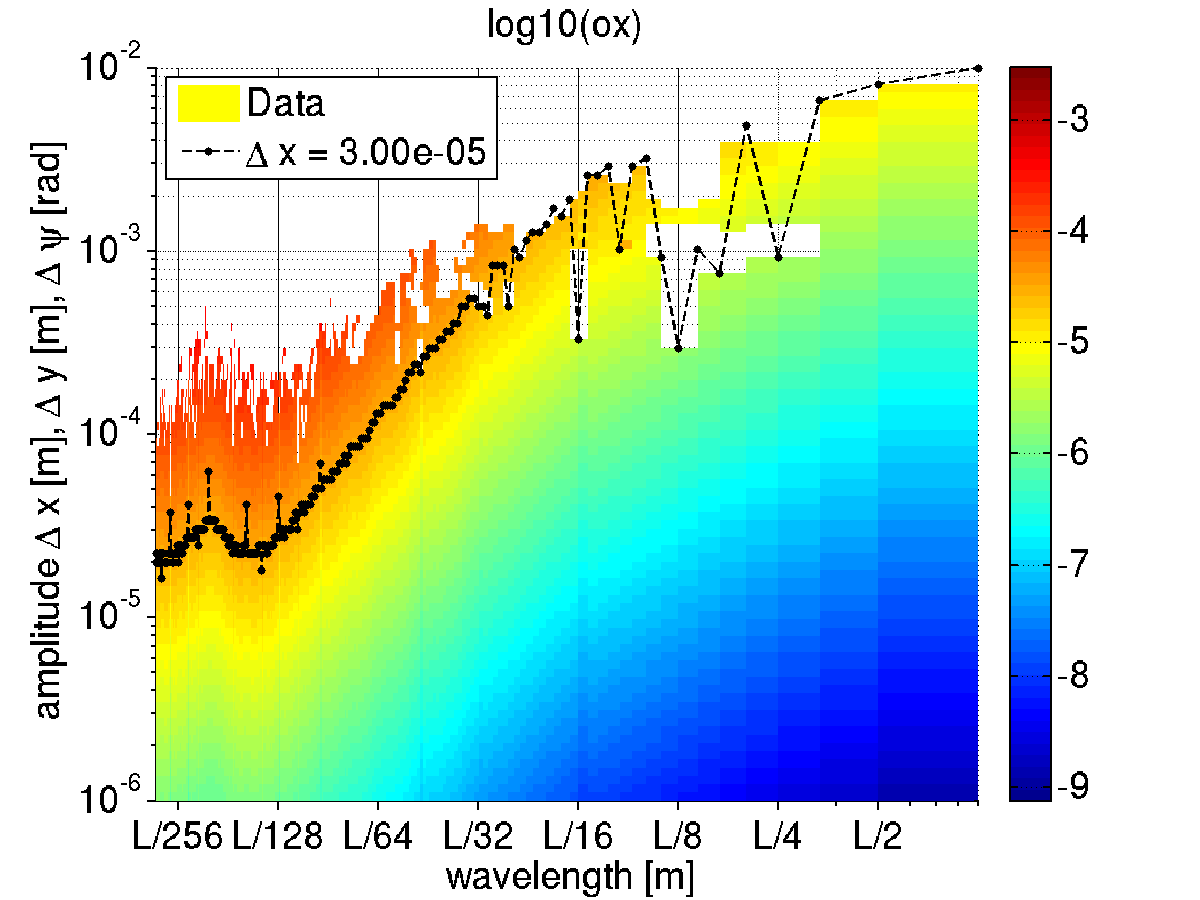 log10(ox)
10^-2
10^-3
10^-4
10^-5
10^-6
amplitude Δ x [m], Δ y [m], Δ ψ [rad]
Data
Δ x = 3.00e-05
L/256 L/128 L/64 L/32 L/16 L/8 L/4 L/2
wavelength [m]
-3
-4
-5
-6
-7
-8
-9